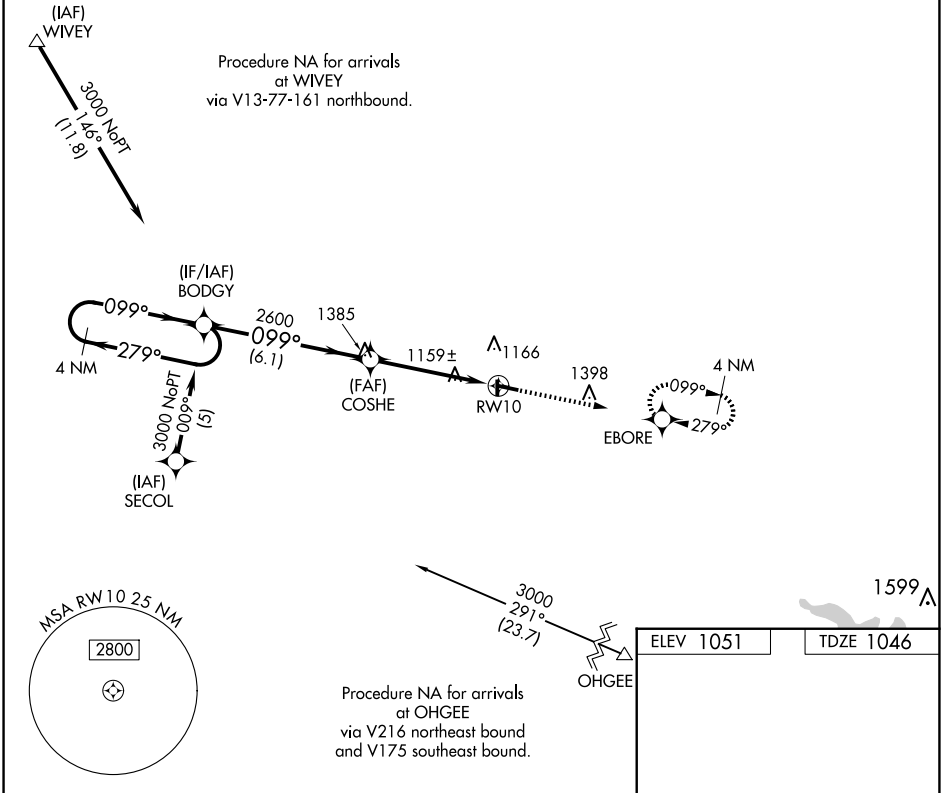 (IAF)
WIVEY
Procedure NA for arrivals
at WIVEY
via V13-77-161 northbound.
3000 NoPT
146°
(11.8)
(IF/IAF)
BODGY
099°
279°
4 NM
2600
099°
(6.1)
1385
(FAF)
COSHE
1159±
1166
RW10
1398
4 NM
099°
279°
EBORE
3000 NoPT
009°
(5)
(IAF)
SECOL
MSA RW10 25 NM
2800
3000
291°
(23.7)
OHGEE
Procedure NA for arrivals
at OHGEE
via V216 northeast bound
and V175 southeast bound.
1599
ELEV 1051
TDZE 1046